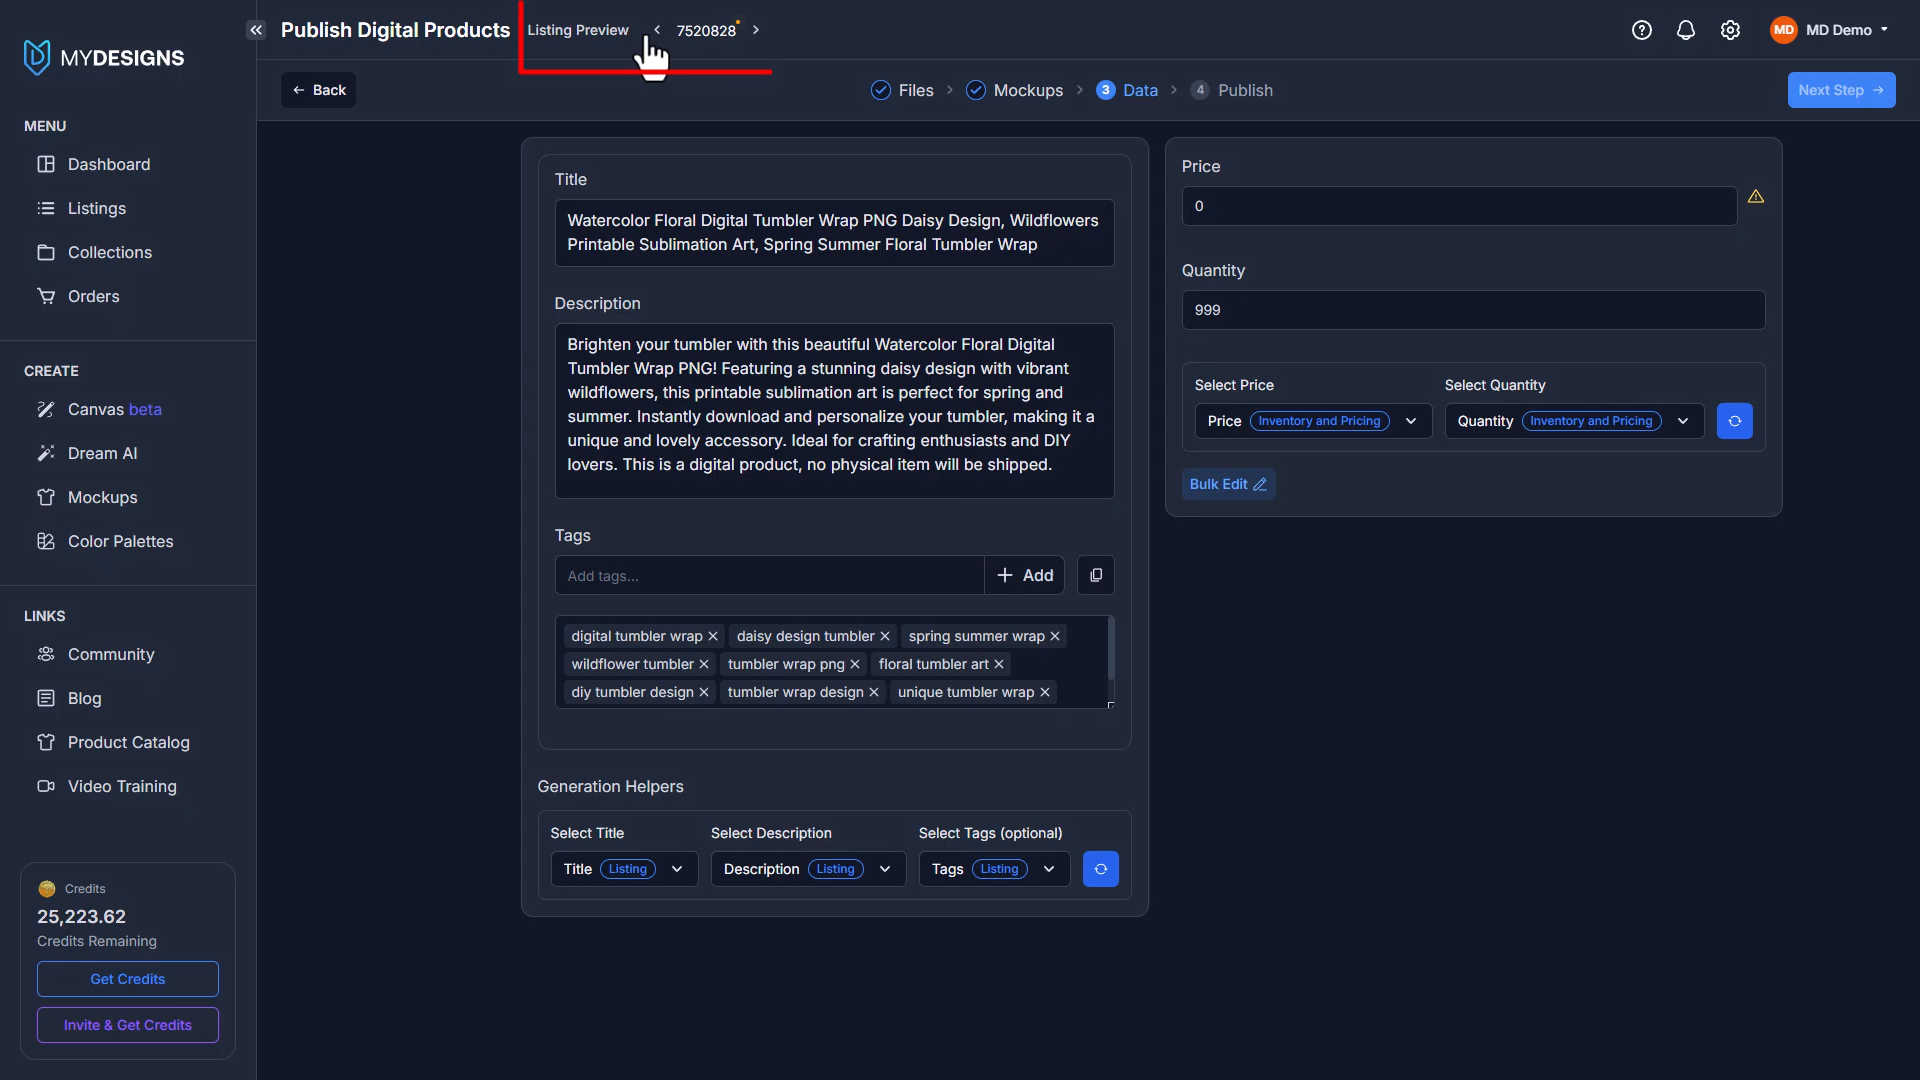 MYDESIGNS
Publish Digital Products
Listing Preview
7520828
MD
MD Demo
Back
Files
Mockups
3
Data
4
Publish
Next Step
MENU
Dashboard
Listings
Collections
Orders
CREATE
Canvas beta
Dream AI
Mockups
Color Palettes
LINKS
Community
Blog
Product Catalog
Video Training
Credits
25,223.62
Credits Remaining
Get Credits
Invite & Get Credits
Title
Watercolor Floral Digital Tumbler Wrap PNG Daisy Design, Wildflowers
Printable Sublimation Art, Spring Summer Floral Tumbler Wrap
Description
Brighten your tumbler with this beautiful Watercolor Floral Digital
Tumbler Wrap PNG! Featuring a stunning daisy design with vibrant
wildflowers, this printable sublimation art is perfect for spring and
summer. Instantly download and personalize your tumbler, making it a
unique and lovely accessory. Ideal for crafting enthusiasts and DIY
lovers. This is a digital product, no physical item will be shipped.
Tags
Add tags...
Add
digital tumbler wrap daisy design tumbler spring summer wrap
wildflower tumbler tumbler wrap png floral tumbler art
diy tumbler design tumbler wrap design unique tumbler wrap
Generation Helpers
Select Title Select Description Select Tags (optional)
Title Listing Description Listing Tags Listing
Price
0
Quantity
999
Select Price Select Quantity
Price Inventory and Pricing Quantity Inventory and Pricing
Bulk Edit